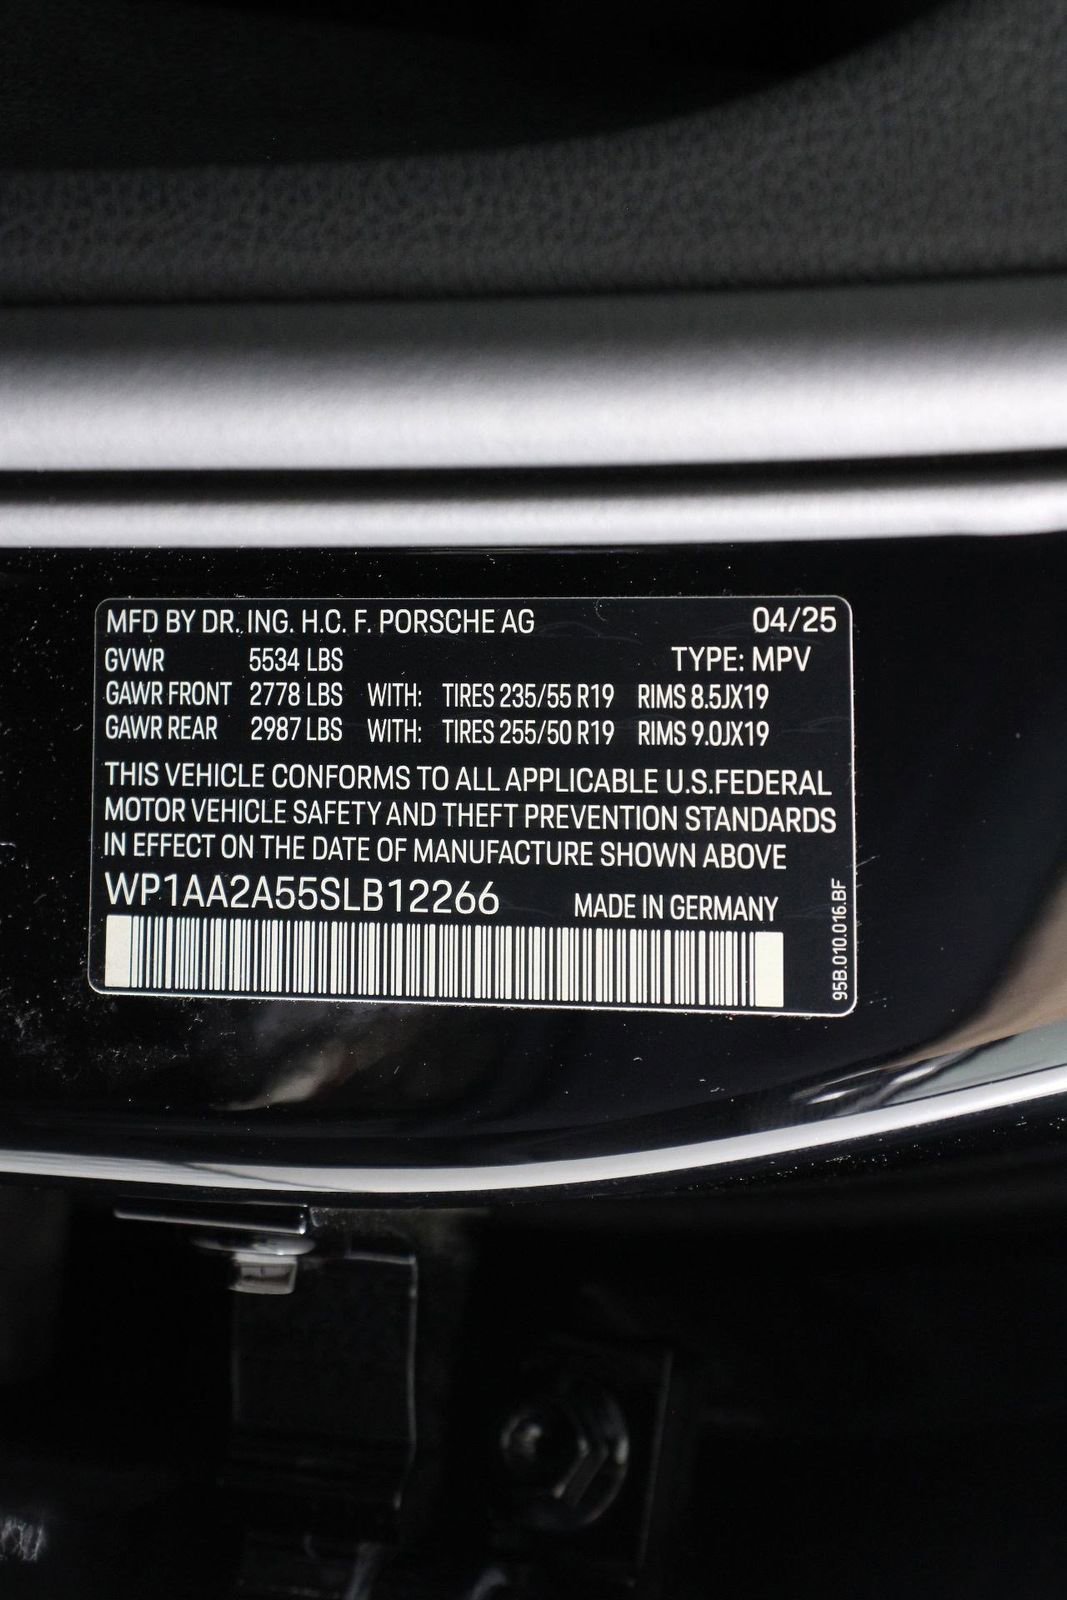 MFD BY DR. ING. H.C. F. PORSCHE AG 04/25
GVWR 5534 LBS TYPE: MPV
GAWR FRONT 2778 LBS WITH: TIRES 235/55 R19 RIMS 8.5JX19
GAWR REAR 2987 LBS WITH: TIRES 255/50 R19 RIMS 9.0JX19
THIS VEHICLE CONFORMS TO ALL APPLICABLE U.S.FEDERAL
MOTOR VEHICLE SAFETY AND THEFT PREVENTION STANDARDS
IN EFFECT ON THE DATE OF MANUFACTURE SHOWN ABOVE
WP1AA2A55SLB12266 MADE IN GERMANY
95B.010.016.BF